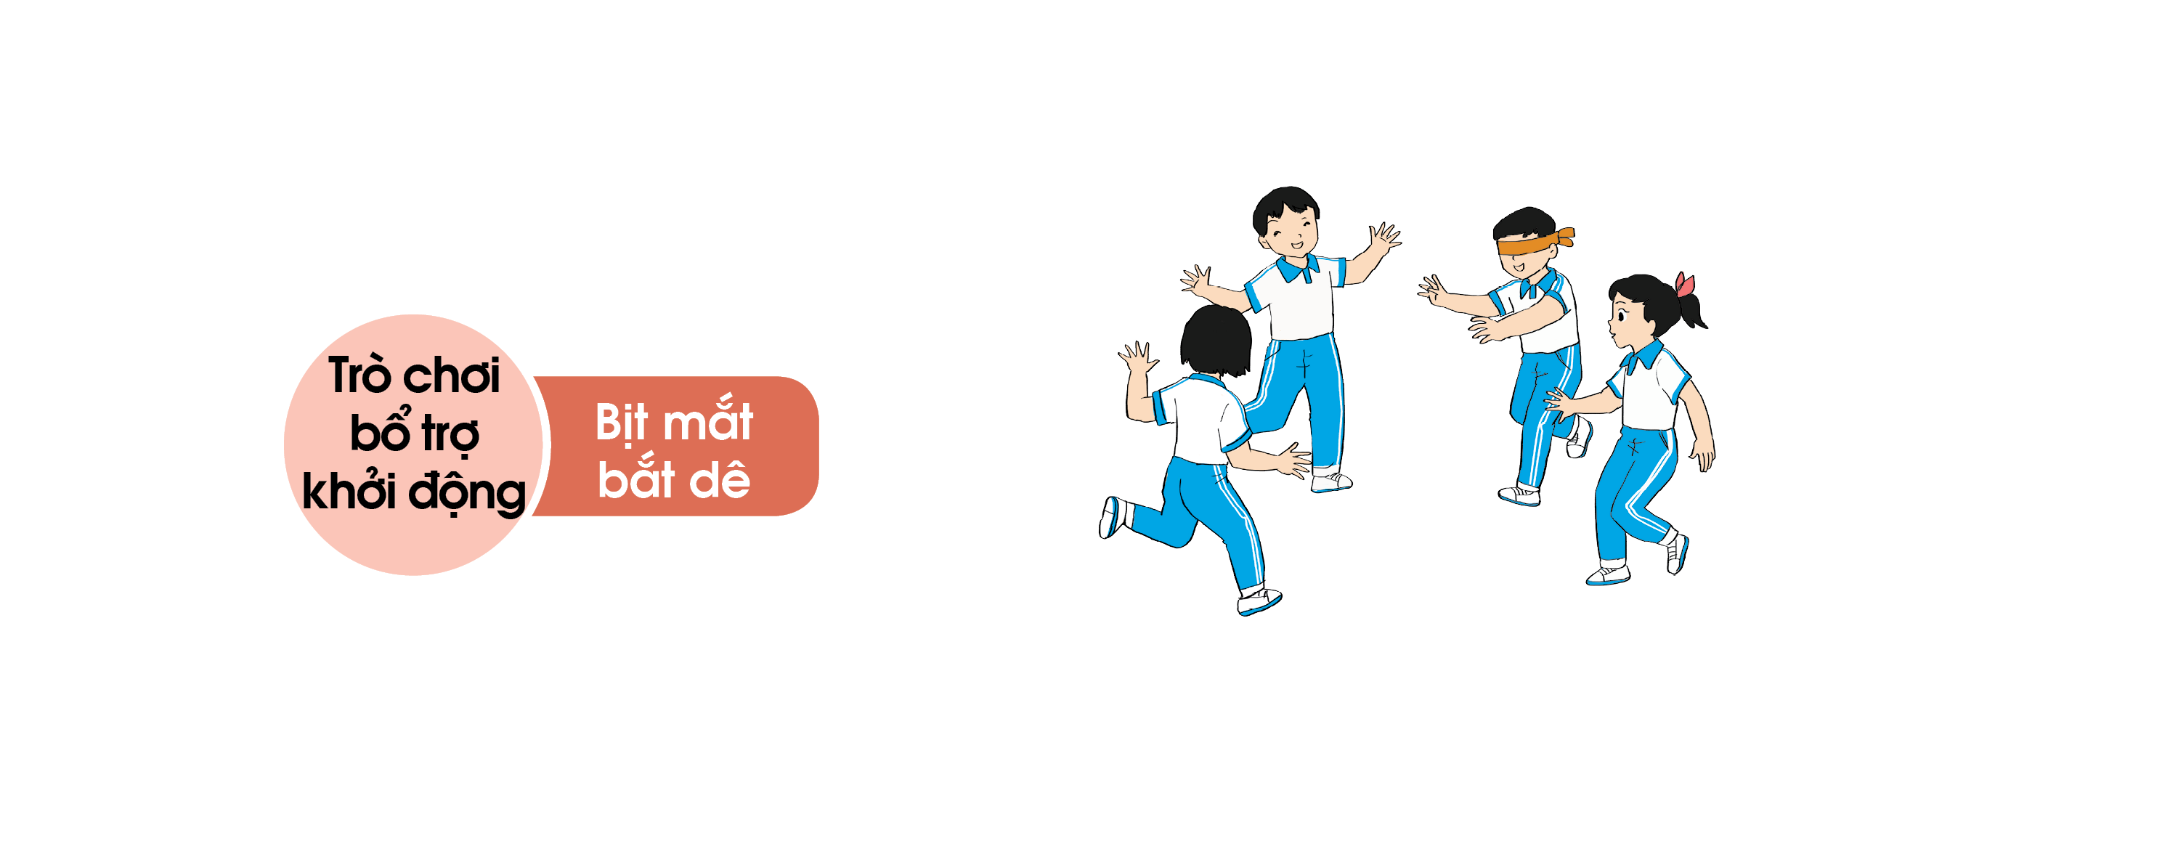 Trò chơi
bổ trợ
khởi động
Bịt mắt
bắt dê